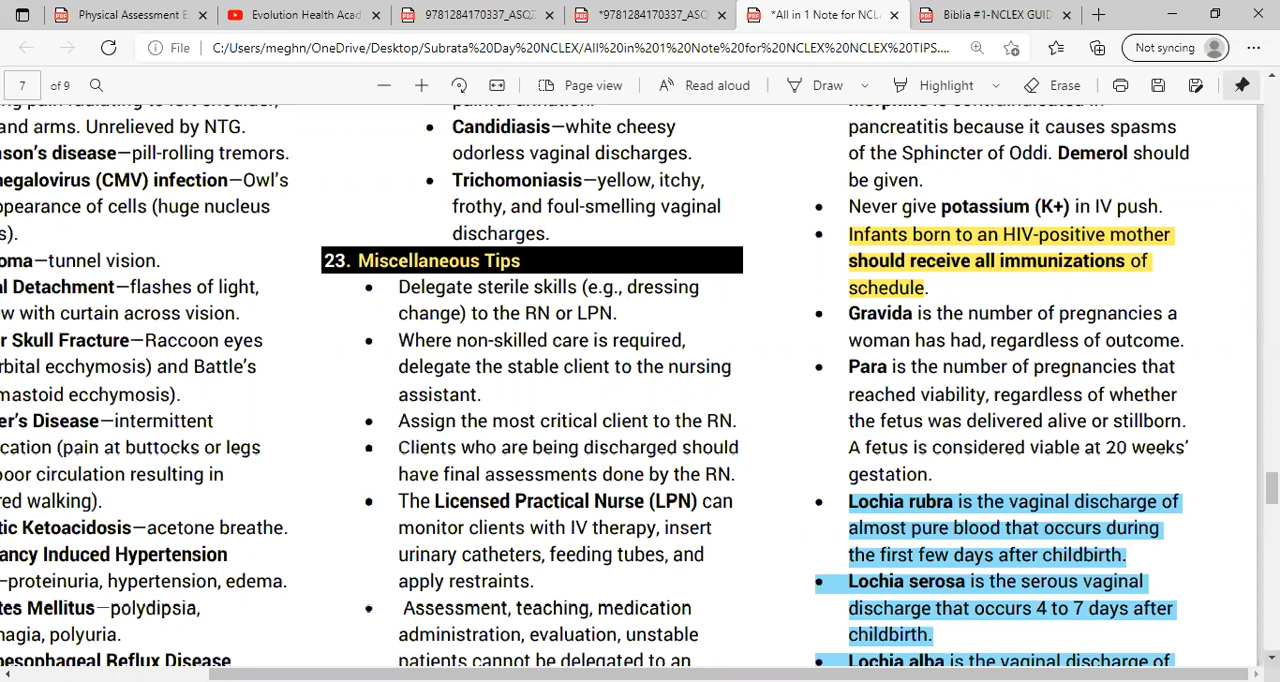 Physical Assessment E
Evolution Health Acad
9781284170337_ASQ
*9781284170337_ASQ
*All in 1 Note for NCL
Biblia #1-NCLEX GUID
File
C:/Users/meghn/OneDrive/Desktop/Subrata%20Day%20NCLEX/All%20in%201%20Note%20for%20NCLEX%20NCLEX%20TIPS....
Not syncing
7 of 9
Page view
Read aloud
Draw
Highlight
Erase
and arms. Unrelieved by NTG.
ason's disease—pill-rolling tremors.
negalovirus (CMV) infection—Owl's
ppearance of cells (huge nucleus
s).
oma—tunnel vision.
al Detachment—flashes of light,
w with curtain across vision.
r Skull Fracture—Raccoon eyes
rbital ecchymosis) and Battle's
mastoid ecchymosis).
er's Disease—intermittent
cation (pain at buttocks or legs
oor circulation resulting in
red walking).
tic Ketoacidosis—acetone breathe.
ancy Induced Hypertension
—proteinuria, hypertension, edema.
tes Mellitus—polydipsia,
hagia, polyuria.
oesophageal Reflux Disease
painful urination.
• Candidiasis—white cheesy
odorless vaginal discharges.
• Trichomoniasis—yellow, itchy,
frothy, and foul-smelling vaginal
discharges.
23. Miscellaneous Tips
• Delegate sterile skills (e.g., dressing
change) to the RN or LPN.
• Where non-skilled care is required,
delegate the stable client to the nursing
assistant.
• Assign the most critical client to the RN.
• Clients who are being discharged should
have final assessments done by the RN.
• The Licensed Practical Nurse (LPN) can
monitor clients with IV therapy, insert
urinary catheters, feeding tubes, and
apply restraints.
• Assessment, teaching, medication
administration, evaluation, unstable
patients cannot be delegated to an
Morphine is contraindicated in
pancreatitis because it causes spasms
of the Sphincter of Oddi. Demerol should
be given.
• Never give potassium (K+) in IV push.
• Infants born to an HIV-positive mother
should receive all immunizations of
schedule.
• Gravida is the number of pregnancies a
woman has had, regardless of outcome.
• Para is the number of pregnancies that
reached viability, regardless of whether
the fetus was delivered alive or stillborn.
A fetus is considered viable at 20 weeks'
gestation.
• Lochia rubra is the vaginal discharge of
almost pure blood that occurs during
the first few days after childbirth.
• Lochia serosa is the serous vaginal
discharge that occurs 4 to 7 days after
childbirth.
• Lochia alba is the vaginal discharge of